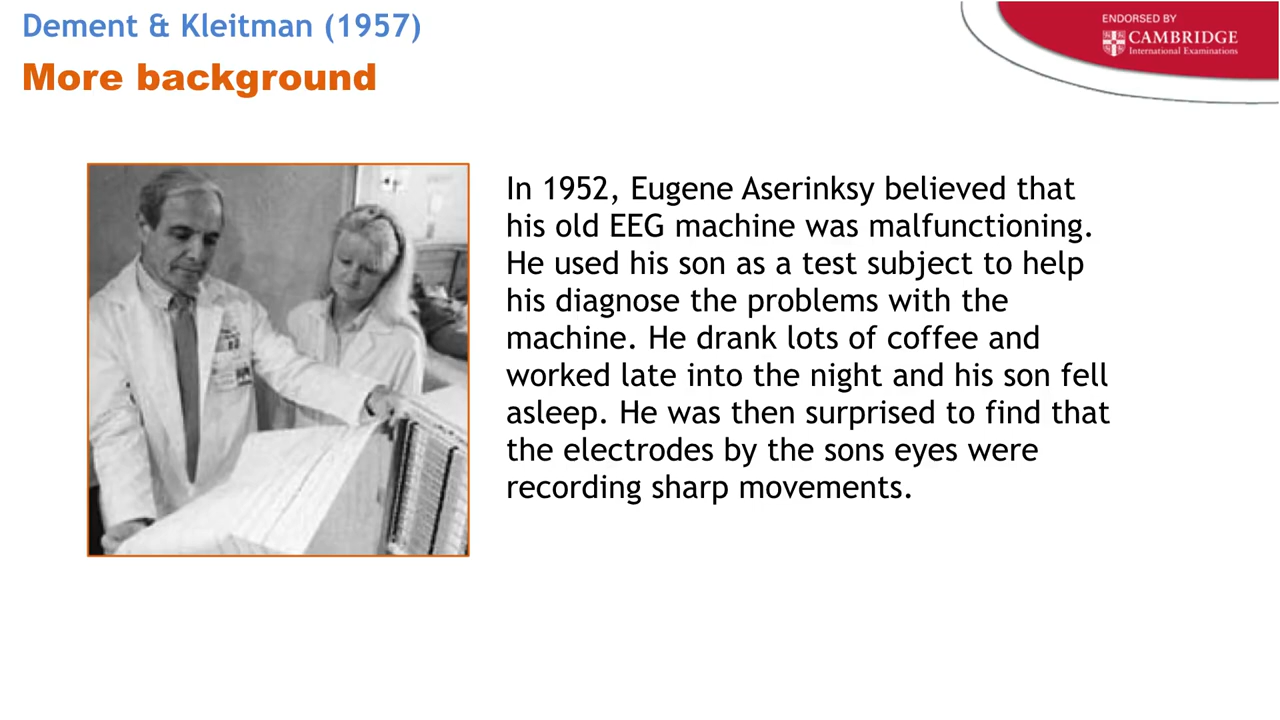 Dement & Kleitman (1957)
More background
ENDORSED BY
CAMBRIDGE
International Examinations
In 1952, Eugene Aserinksy believed that
his old EEG machine was malfunctioning.
He used his son as a test subject to help
his diagnose the problems with the
machine. He drank lots of coffee and
worked late into the night and his son fell
asleep. He was then surprised to find that
the electrodes by the sons eyes were
recording sharp movements.